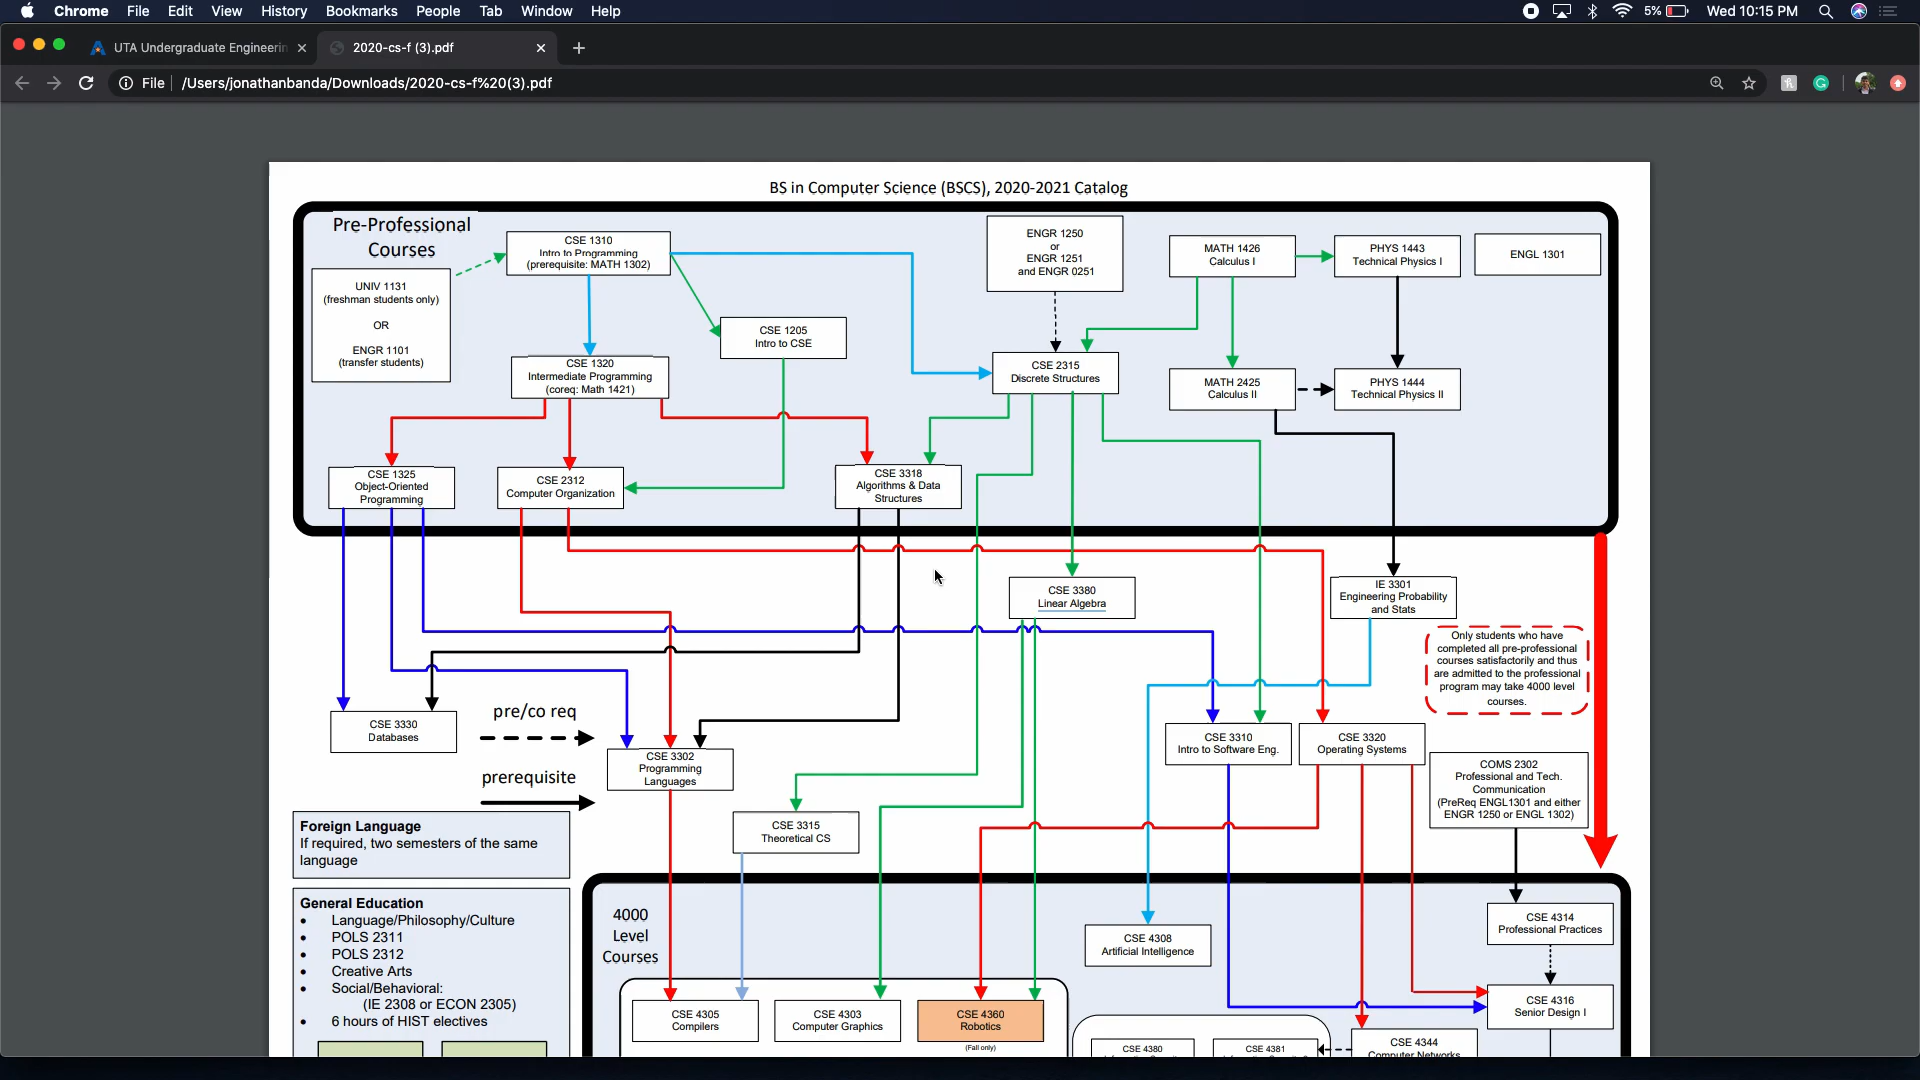 Chrome File Edit View History Bookmarks People Tab Window Help
5% Wed 10:15 PM
UTA Undergraduate Engineerin
2020-cs-f (3).pdf
File /Users/jonathanbanda/Downloads/2020-cs-f%20(3).pdf
BS in Computer Science (BSCS), 2020-2021 Catalog
Pre-Professional
Courses
UNIV 1131
(freshman students only)
OR
ENGR 1101
(transfer students)
CSE 1310
Intro to Programming
(prerequisite: MATH 1302)
CSE 1205
Intro to CSE
CSE 1320
Intermediate Programming
(coreq: Math 1421)
ENGR 1250
or
ENGR 1251
and ENGR 0251
MATH 1426
Calculus I
PHYS 1443
Technical Physics I
ENGL 1301
CSE 2315
Discrete Structures
MATH 2425
Calculus II
PHYS 1444
Technical Physics II
CSE 1325
Object-Oriented
Programming
CSE 2312
Computer Organization
CSE 3318
Algorithms & Data
Structures
CSE 3380
Linear Algebra
IE 3301
Engineering Probability
and Stats
Only students who have
completed all pre-professional
courses satisfactorily and thus
are admitted to the professional
program may take 4000 level
courses.
CSE 3330
Databases
pre/co req
prerequisite
CSE 3302
Programming
Languages
CSE 3310
Intro to Software Eng.
CSE 3320
Operating Systems
COMS 2302
Professional and Tech.
Communication
(PreReq ENGL1301 and either
ENGR 1250 or ENGL 1302)
CSE 3315
Theoretical CS
Foreign Language
If required, two semesters of the same
language
General Education
• Language/Philosophy/Culture
• POLS 2311
• POLS 2312
• Creative Arts
• Social/Behavioral:
(IE 2308 or ECON 2305)
• 6 hours of HIST electives
4000
Level
Courses
CSE 4308
Artificial Intelligence
CSE 4314
Professional Practices
CSE 4305
Compilers
CSE 4303
Computer Graphics
CSE 4360
Robotics
(Fall only)
CSE 4316
Senior Design I
CSE 4380
CSE 4381
CSE 4344
Computer Networks